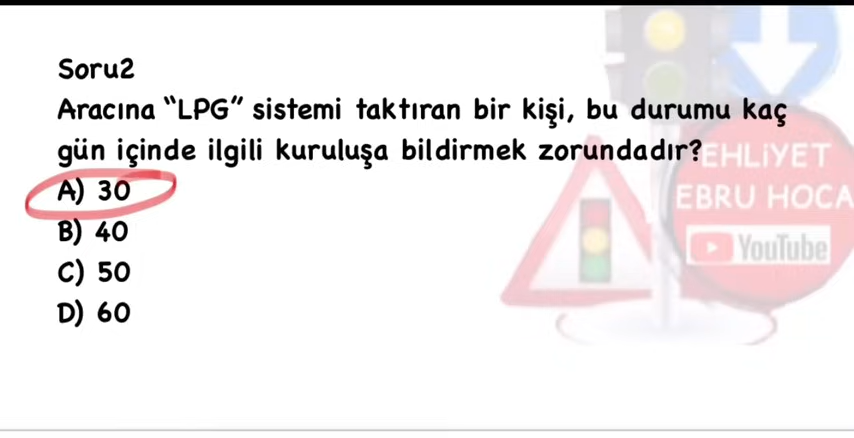 Soru2
Aracına “LPG” sistemi taktıran bir kişi, bu durumu kaç
gün içinde ilgili kuruluşa bildirmek zorundadır?
A) 30
B) 40
C) 50
D) 60
EHLİYET
EBRU HOCA
YouTube